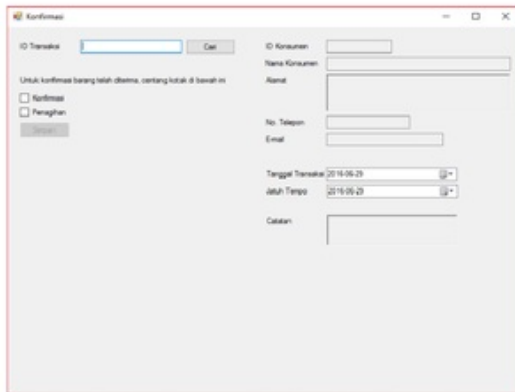 Konfirmasi
ID Transaksi
Cari
Untuk konfirmasi barang telah diterima, centang kotak di bawah ini
Konfirmasi
Penagihan
Simpan
ID Konsumen
Nama Konsumen
Alamat
No. Telepon
E-mail
Tanggal Transaksi 2016-06-29
Jatuh Tempo 2016-06-29
Catatan